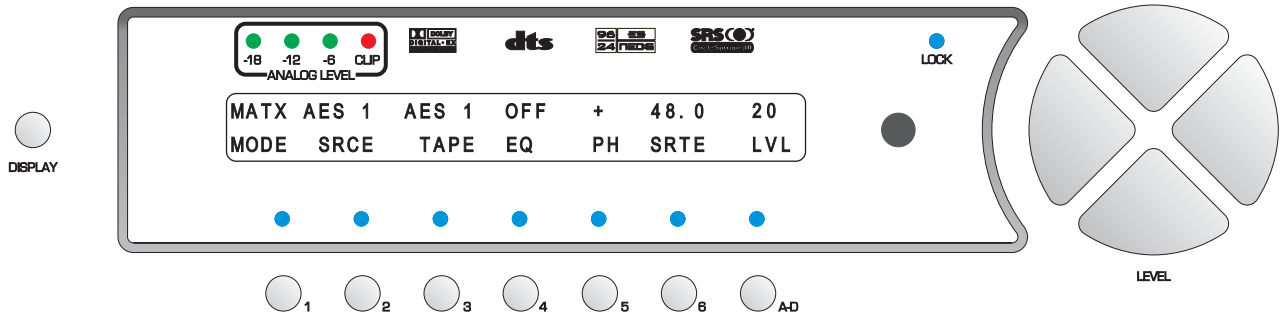 DOLBY
DIGITAL·EX
dts
96
24
SRS
-18 -12 -6 CLIP
ANALOG LEVEL
LOCK
MATX AES 1 AES 1 OFF + 48.0 20
MODE SRCE TAPE EQ PH SRTE LVL
DISPLAY
LEVEL
1 2 3 4 5 6 A-D